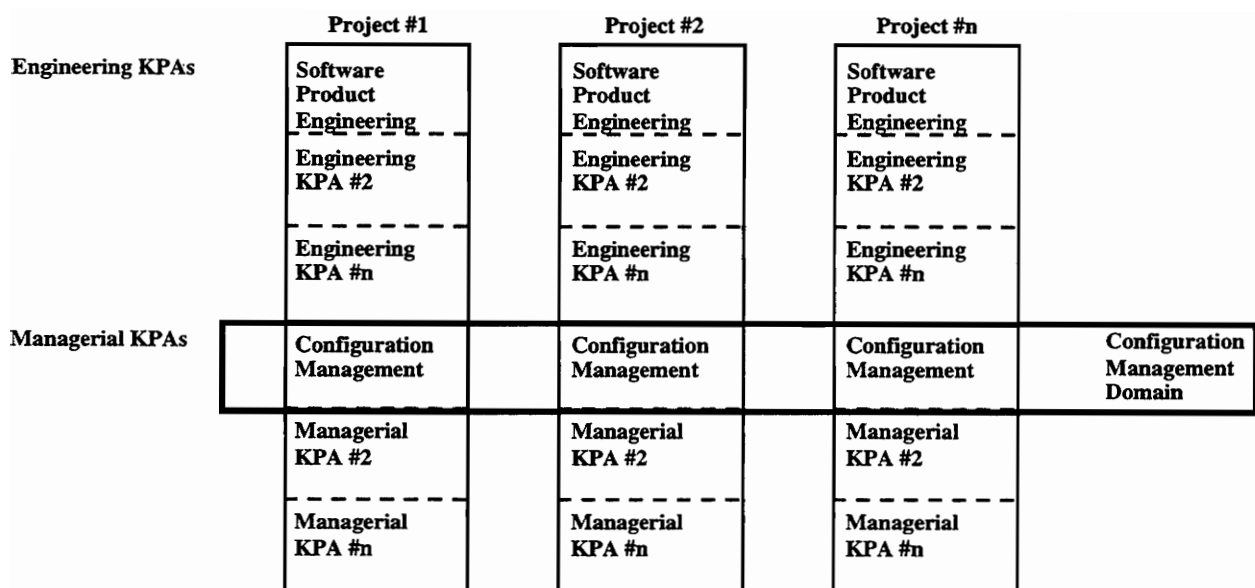 Project #1 Project #2 Project #n
Engineering KPAs
Software
Product
Engineering
Software
Product
Engineering
Software
Product
Engineering
Engineering
KPA #2
Engineering
KPA #2
Engineering
KPA #2
Engineering
KPA #n
Engineering
KPA #n
Engineering
KPA #n
Managerial KPAs
Configuration
Management
Configuration
Management
Configuration
Management
Configuration
Management
Domain
Managerial
KPA #2
Managerial
KPA #2
Managerial
KPA #2
Managerial
KPA #n
Managerial
KPA #n
Managerial
KPA #n